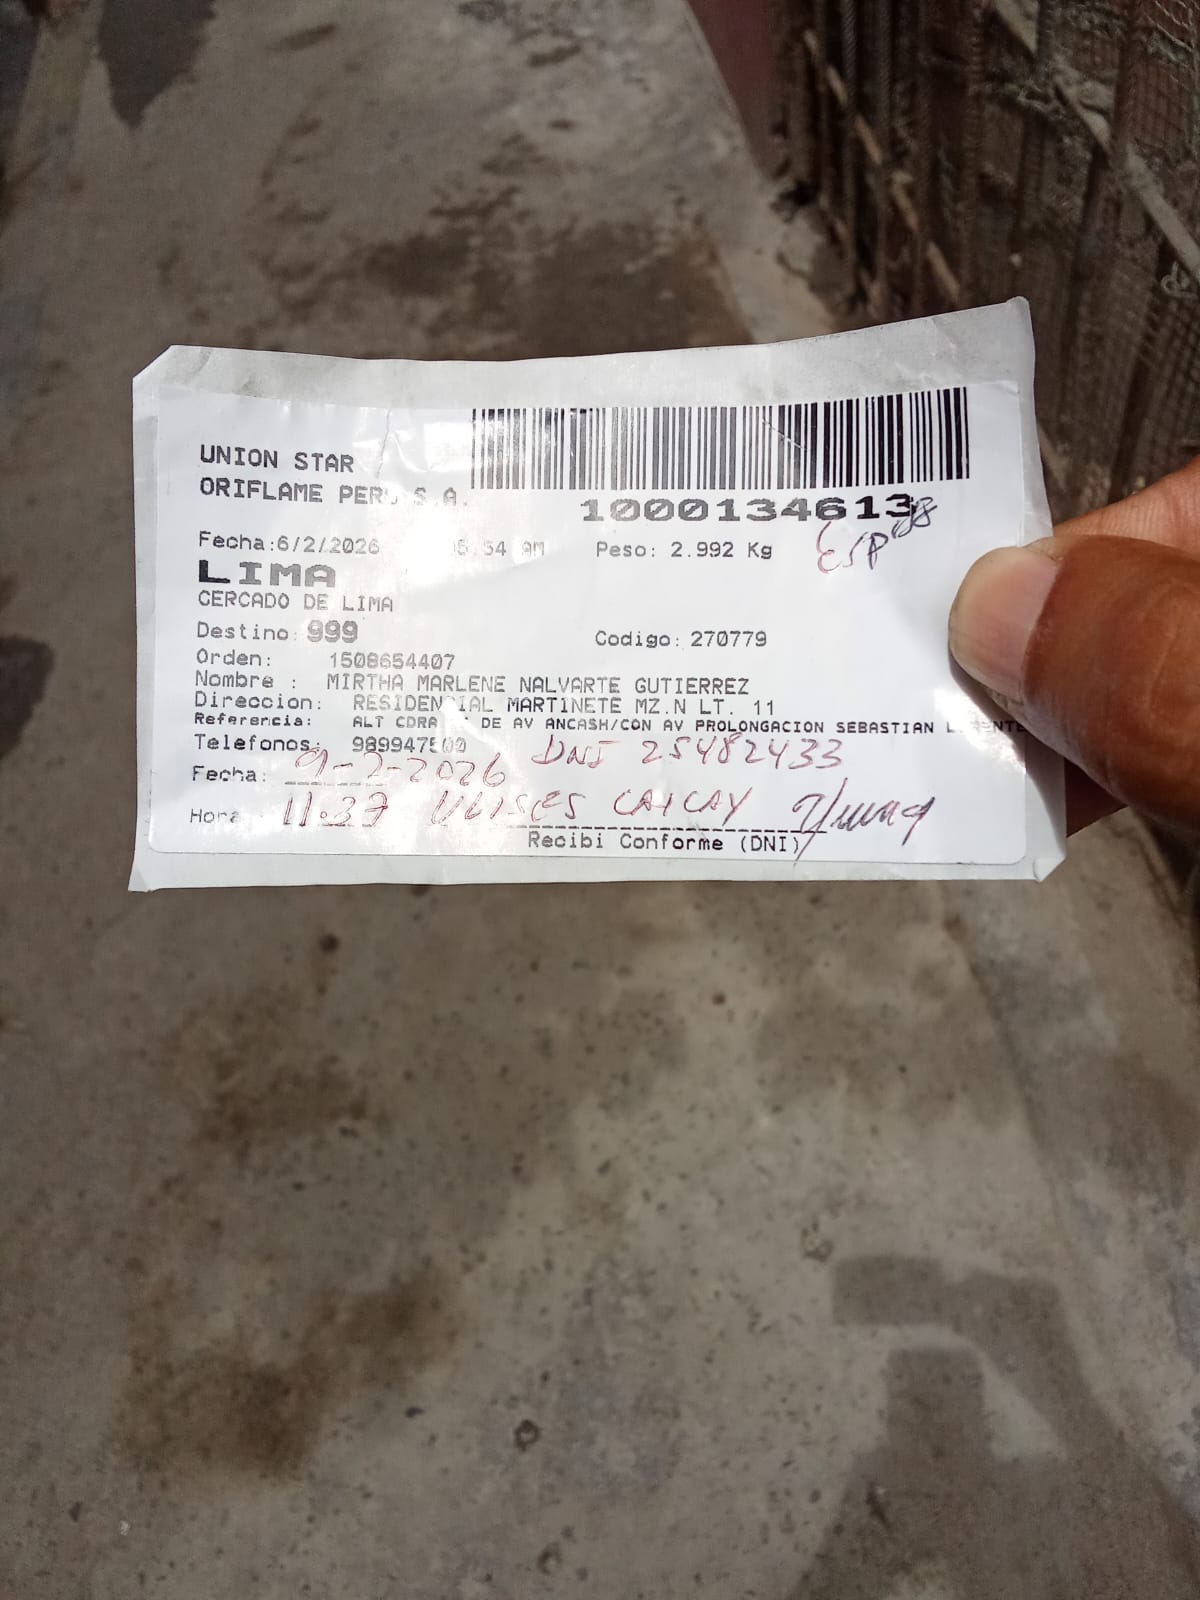 UNION STAR
ORIFLAME PERU S.A.
1000134613
Fecha:6/2/2026 54 AM Peso: 2.992 Kg
LIMA
CERCADO DE LIMA
Destino: 999 Codigo: 270779
Orden: 1508654407
Nombre : MIRTHA MARLENE NALVARTE GUTIERREZ
Direccion: RESIDENCIAL MARTINETE MZ.N LT. 11
Referencia: ALT CDRA DE AV ANCASH/CON AV PROLONGACION SEBASTIAN
Telefonos: DNI 25482433
Fecha: 9-2-2026
Hora : 11:37 ULISES CAYCAY
Recibi Conforme (DNI)